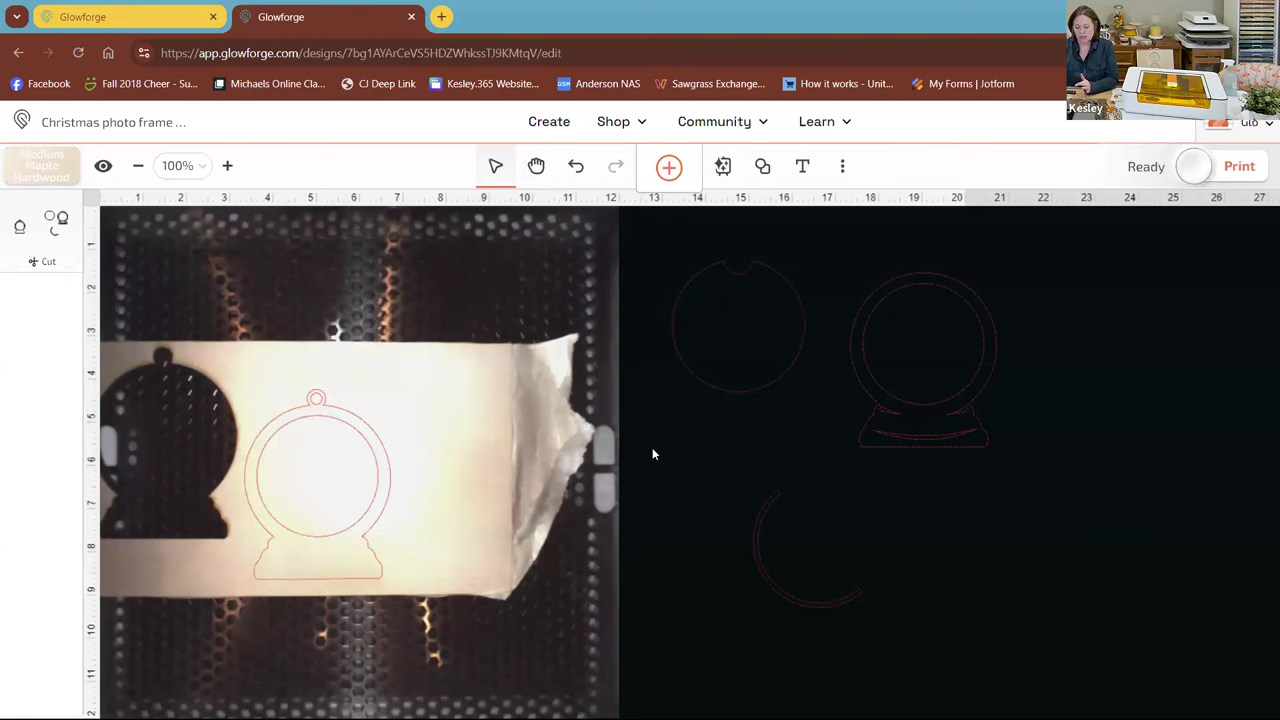 Glowforge
Glowforge
https://app.glowforge.com/designs/7bg1AYArCeVS5HDZWhkssTJ9KMtqV/edit
Facebook
Fall 2018 Cheer - Su...
Michaels Online Cla...
CJ Deep Link
Kesley.365 Website...
DSM
Anderson NAS
Sawgrass Exchange...
How it works - Unit...
My Forms | Jotform
Kesley
Christmas photo frame ...
Create
Shop
Community
Learn
Glo
Medium
Maple
Hardwood
100%
T
Ready
Print
1 2 3 4 5 6 7 8 9 10 11 12 13 14 15 16 17 18 19 20 21 22 23 24 25 26 27
Cut
1
2
3
4
5
6
7
8
9
10
11